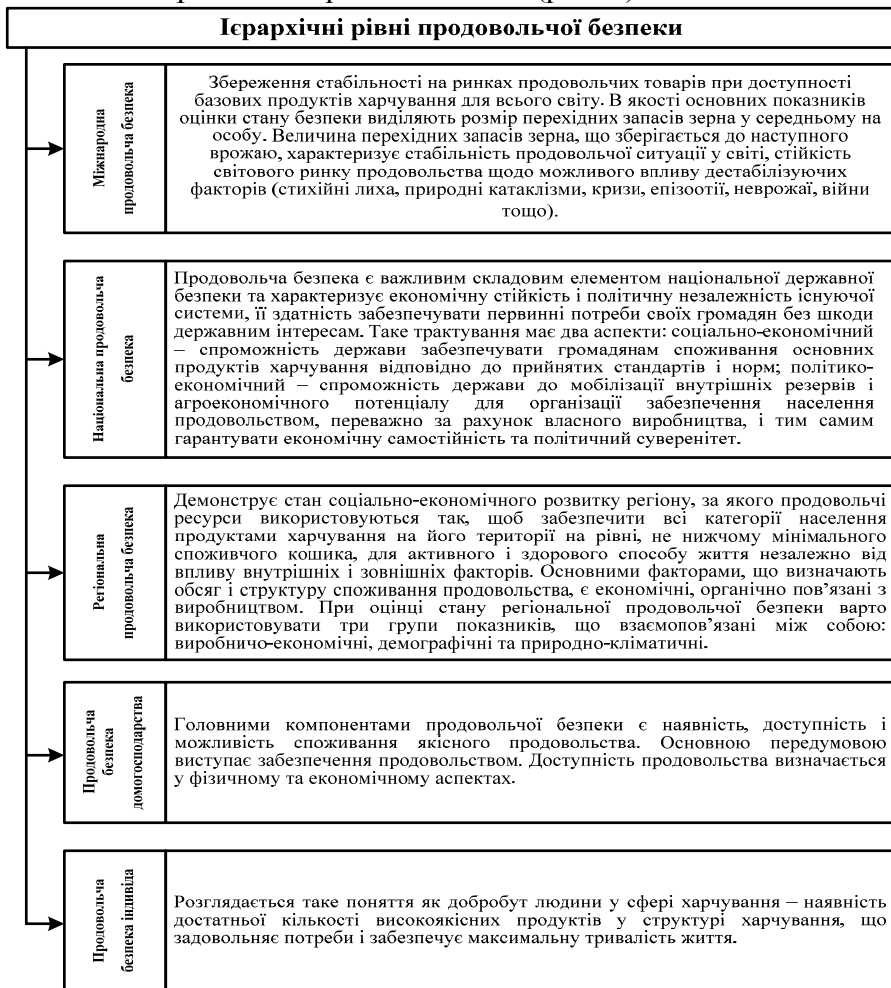 Ієрархічні рівні продовольчої безпеки
Міжнародна
продовольча безпека
Збереження стабільності на ринках продовольчих товарів при доступності
базових продуктів харчування для всього світу. В якості основних показників
оцінки стану безпеки виділяють розмір перехідних запасів зерна у середньому на
особу. Величина перехідних запасів зерна, що зберігається до наступного
врожаю, характеризує стабільність продовольчої ситуації у світі, стійкість
світового ринку продовольства щодо можливого впливу дестабілізуючих
факторів (стихійні лиха, природні катаклізми, кризи, епізоотії, неврожаї, війни
тощо).
Національна продовольча
безпека
Продовольча безпека є важливим складовим елементом національної державної
безпеки та характеризує економічну стійкість і політичну незалежність існуючої
системи, її здатність забезпечувати первинні потреби своїх громадян без шкоди
державним інтересам. Таке трактування має два аспекти: соціально-економічний
– спроможність держави забезпечувати громадянам споживання основних
продуктів харчування відповідно до прийнятих стандартів і норм; політико-
економічний – спроможність держави до мобілізації внутрішніх резервів і
агроекономічного потенціалу для організації забезпечення населення
продовольством, переважно за рахунок власного виробництва, і тим самим
гарантувати економічну самостійність та політичний суверенітет.
Регіональна
продовольча безпека
Демонструє стан соціально-економічного розвитку регіону, за якого продовольчі
ресурси використовуються так, щоб забезпечити всі категорії населення
продуктами харчування на його території на рівні, не нижчому мінімального
споживчого кошика, для активного і здорового способу життя незалежно від
впливу внутрішніх і зовнішніх факторів. Основними факторами, що визначають
обсяг і структуру споживання продовольства, є економічні, органічно пов’язані з
виробництвом. При оцінці стану регіональної продовольчої безпеки варто
використовувати три групи показників, що взаємопов’язані між собою:
виробничо-економічні, демографічні та природно-кліматичні.
Продовольча
безпека
домогосподарства
Головними компонентами продовольчої безпеки є наявність, доступність і
можливість споживання якісного продовольства. Основною передумовою
виступає забезпечення продовольством. Доступність продовольства визначається
у фізичному та економічному аспектах.
Продовольча
безпека індивіда
Розглядається таке поняття як добробут людини у сфері харчування – наявність
достатньої кількості високоякісних продуктів у структурі харчування, що
задовольняє потреби і забезпечує максимальну тривалість життя.